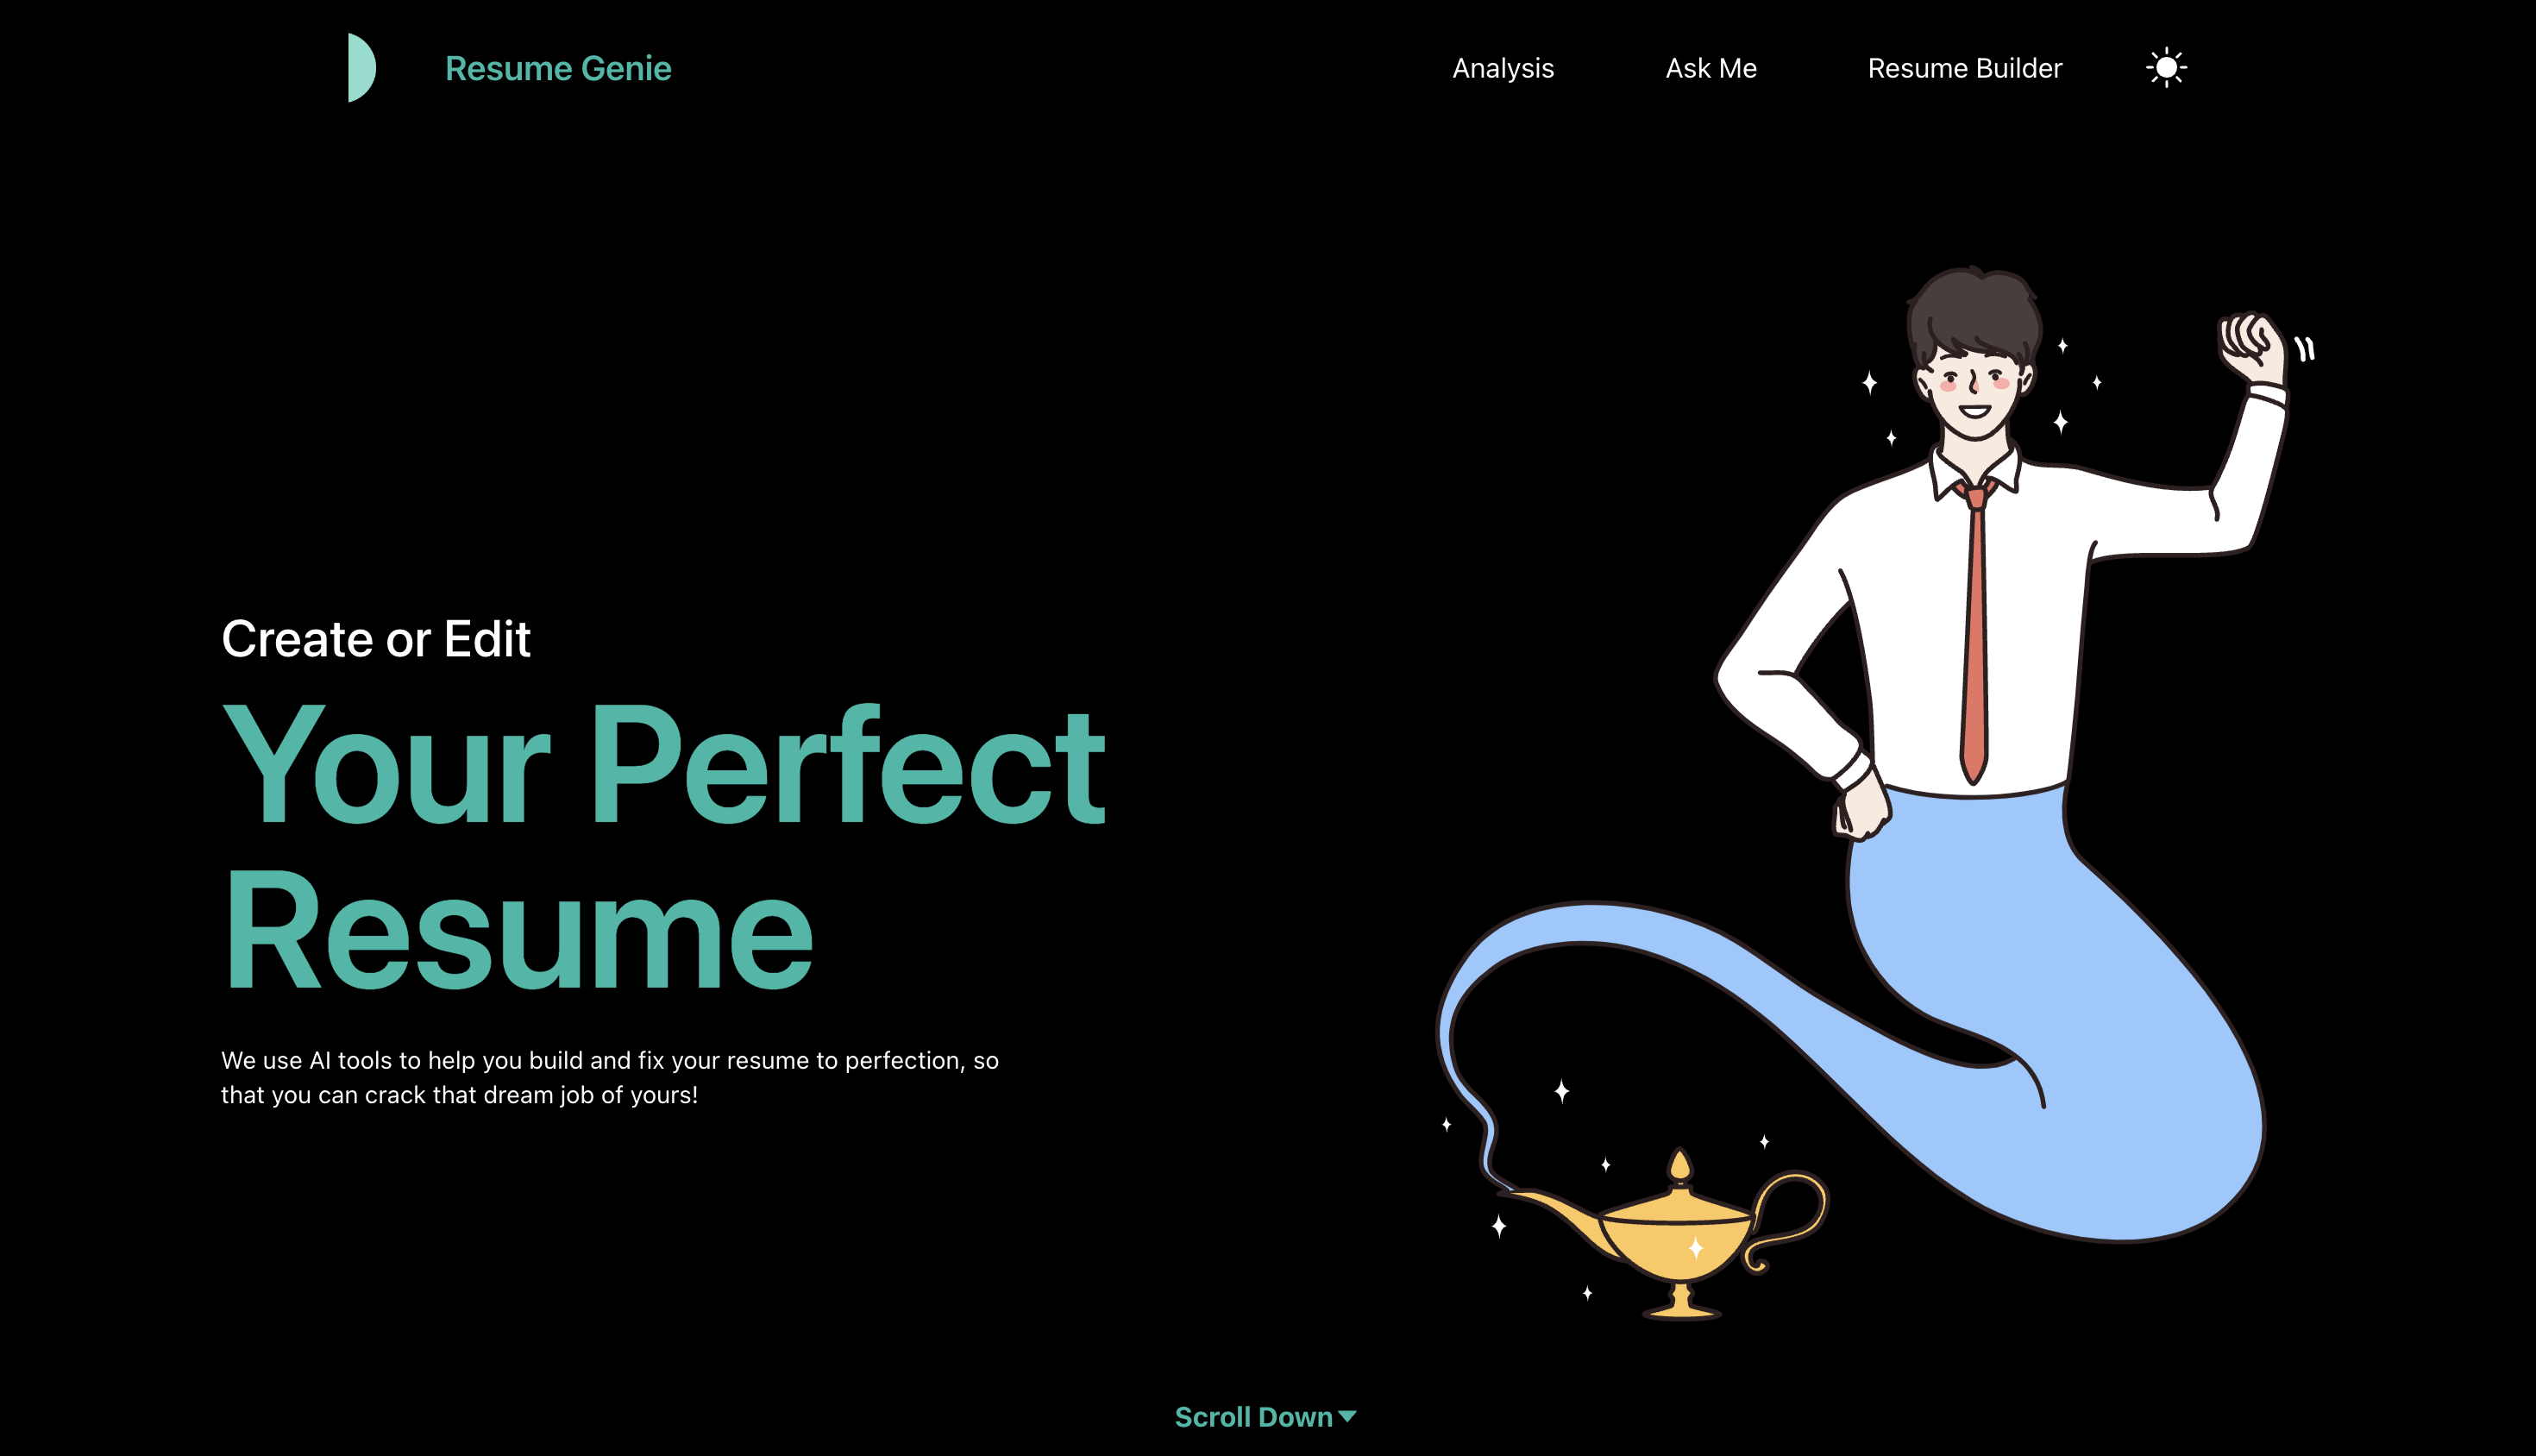 Resume Genie
Analysis
Ask Me
Resume Builder
Create or Edit
Your Perfect
Resume
We use AI tools to help you build and fix your resume to perfection, so
that you can crack that dream job of yours!
Scroll Down